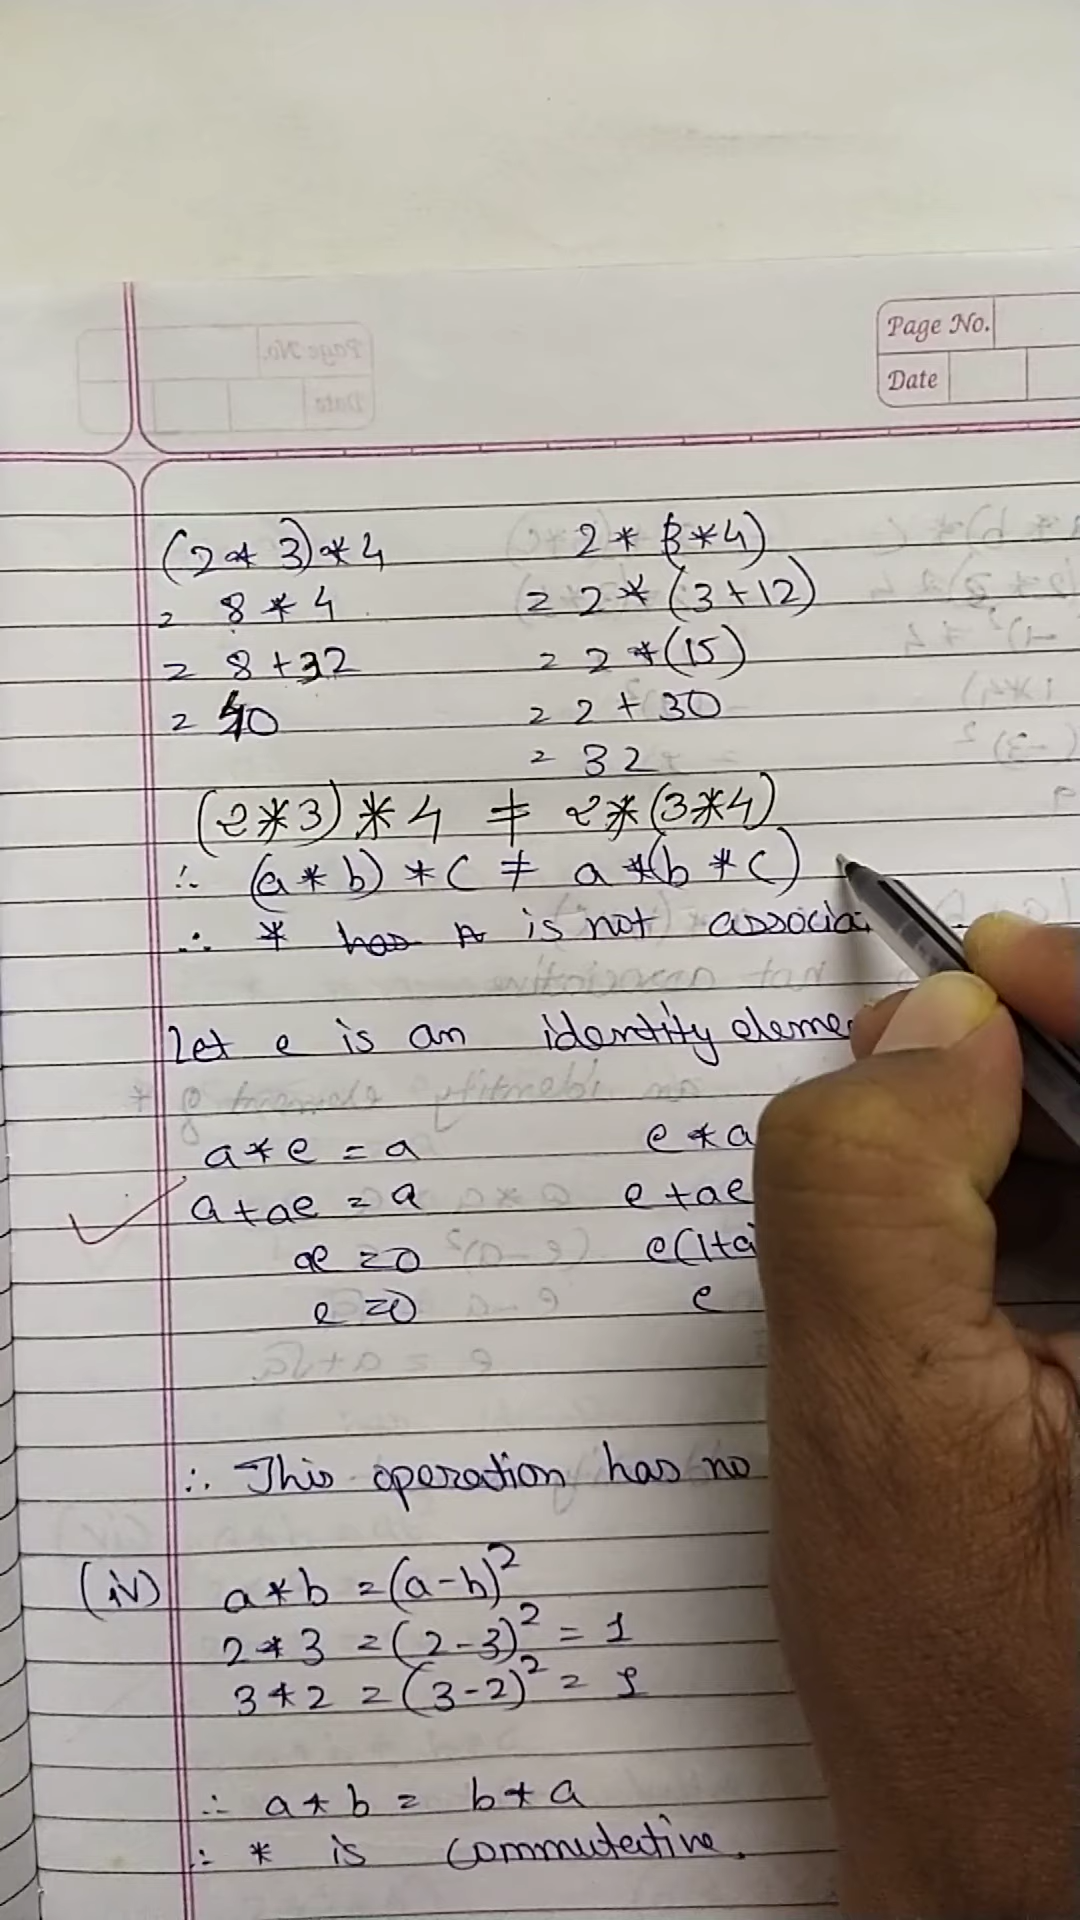 Page No.
Date
(2 * 3) * 4 2 * (3 * 4)
= 8 * 4 = 2 * (3 + 12)
= 8 + 32 = 2 * (15)
= 40 = 2 + 30
= 32
(2 * 3) * 4 ≠ 2 * (3 * 4)
∴ (a * b) * c ≠ a * (b * c)
∴ * has A is not associa
Let e is an identity eleme
a * e = a e * a
a + ae = a e + ae
ae = 0 e(1+a
e = 0 e
∴ This operation has no
(iv) a * b = (a - b)²
2 * 3 = (2 - 3)² = 1
3 * 2 = (3 - 2)² = 1
∴ a * b = b * a
∴ * is commutective.